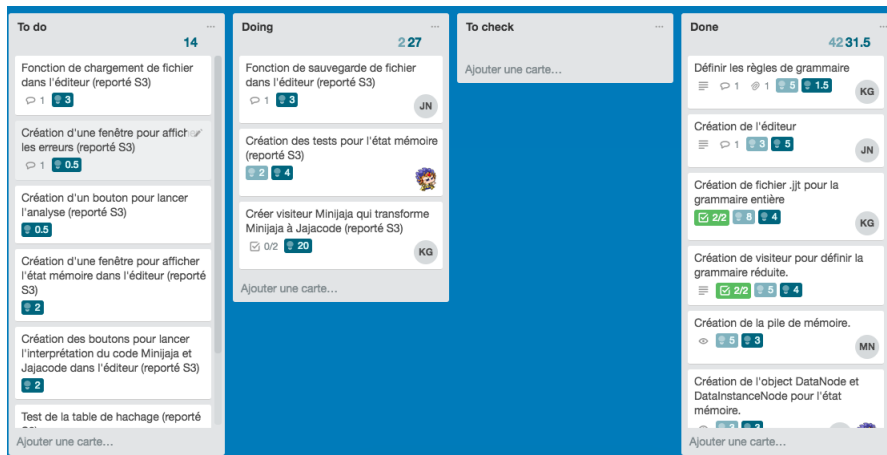 To do
14
Fonction de chargement de fichier
dans l'éditeur (reporté S3)
1 3
Création d'une fenêtre pour affich
les erreurs (reporté S3)
1 0.5
Création d'un bouton pour lancer
l'analyse (reporté S3)
0.5
Création d'une fenêtre pour afficher
l'état mémoire dans l'éditeur (reporté
S3)
2
Création des boutons pour lancer
l'interprétation du code Minijaja et
Jajacode dans l'éditeur (reporté S3)
2
Test de la table de hachage (reporté
Ajouter une carte…
Doing
2 27
Fonction de sauvegarde de fichier
dans l'éditeur (reporté S3)
1 3
JN
Création des tests pour l'état mémoire
(reporté S3)
2 4
Créer visiteur Minijaja qui transforme
Minijaja à Jajacode (reporté S3)
0/2 20
KG
Ajouter une carte…
To check
Ajouter une carte…
Done
42 31.5
Définir les règles de grammaire
1 1 5 1.5
KG
Création de l'éditeur
1 3 5
JN
Création de fichier .jjt pour la
grammaire entière
2/2 8 4
KG
Création de visiteur pour définir la
grammaire réduite.
2/2 5 4
Création de la pile de mémoire.
5 3
MN
Création de l'object DataNode et
DataInstanceNode pour l'état
mémoire.
Ajouter une carte…